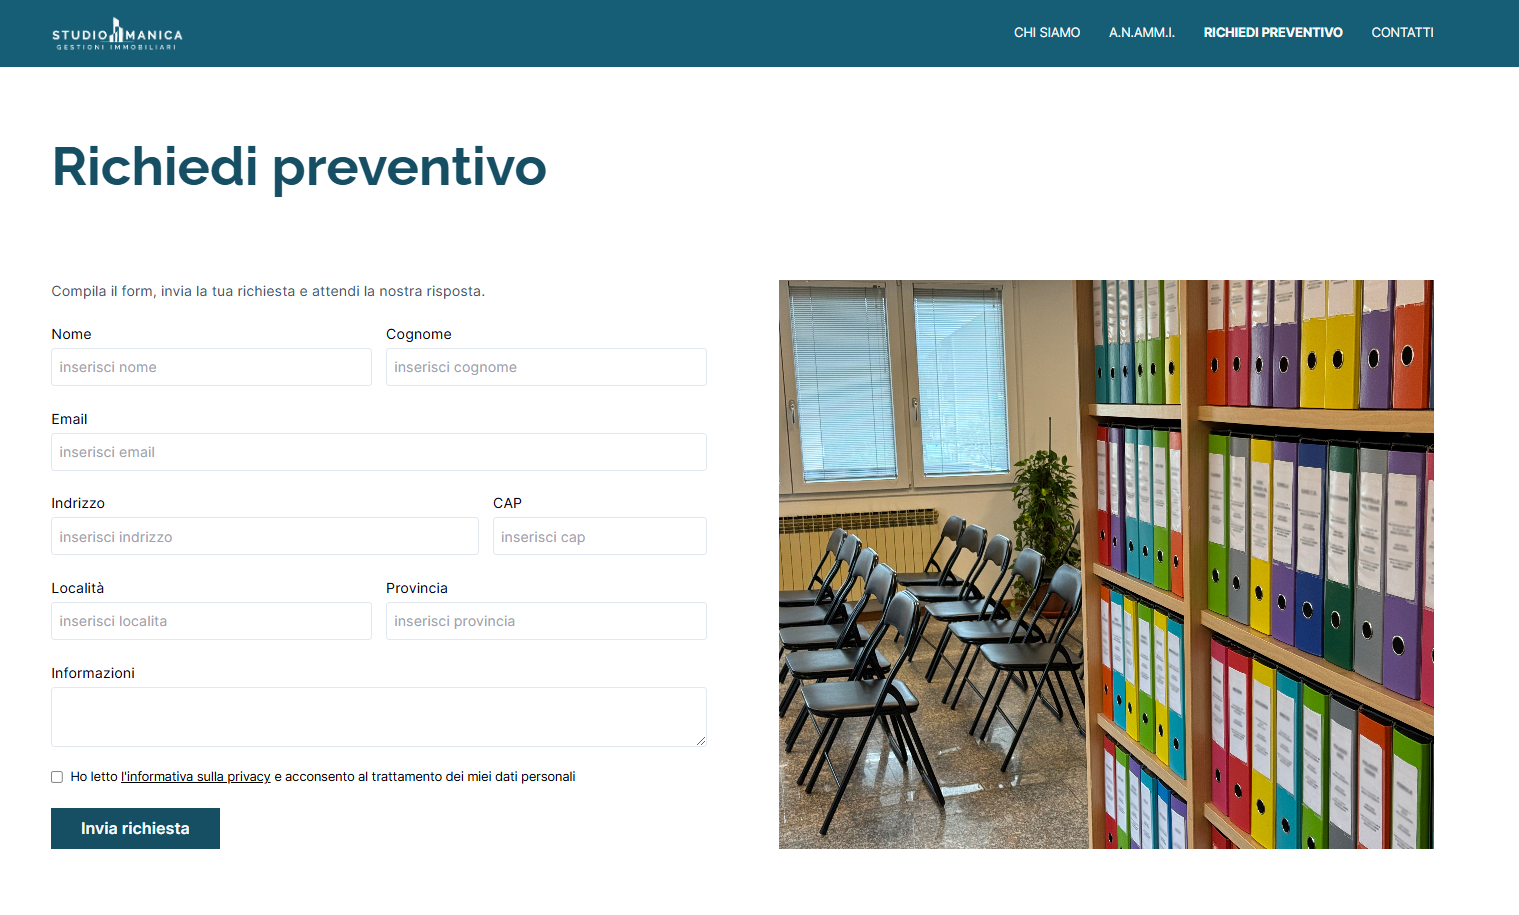 STUDIO MANICA
GESTIONI IMMOBILIARI
CHI SIAMO
A.N.AMM.I.
RICHIEDI PREVENTIVO
CONTATTI
Richiedi preventivo
Compila il form, invia la tua richiesta e attendi la nostra risposta.
Nome
Cognome
inserisci nome
inserisci cognome
Email
inserisci email
Indrizzo
CAP
inserisci indrizzo
inserisci cap
Località
Provincia
inserisci localita
inserisci provincia
Informazioni
Ho letto l'informativa sulla privacy e acconsento al trattamento dei miei dati personali
Invia richiesta